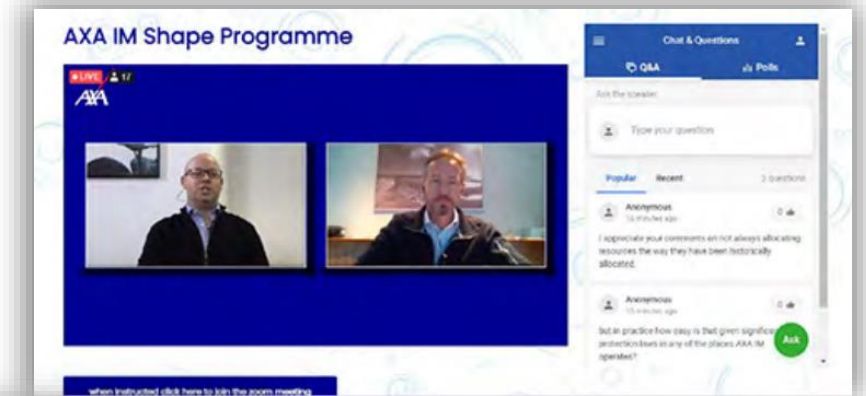 AXA IM Shape Programme
LIVE 17
AXA
Chat & Questions
Q&A
Polls
Ask the speaker
Type your question
Popular
Recent
2 questions
Anonymous
0
16 minutes ago
I appreciate your comments on not always allocating
resources the way they have been historically
allocated.
Anonymous
0
15 minutes ago
but in practice how easy is that given
protection laws in any of the places AXA IM
operates?
Ask
when instructed click here to join the zoom meeting